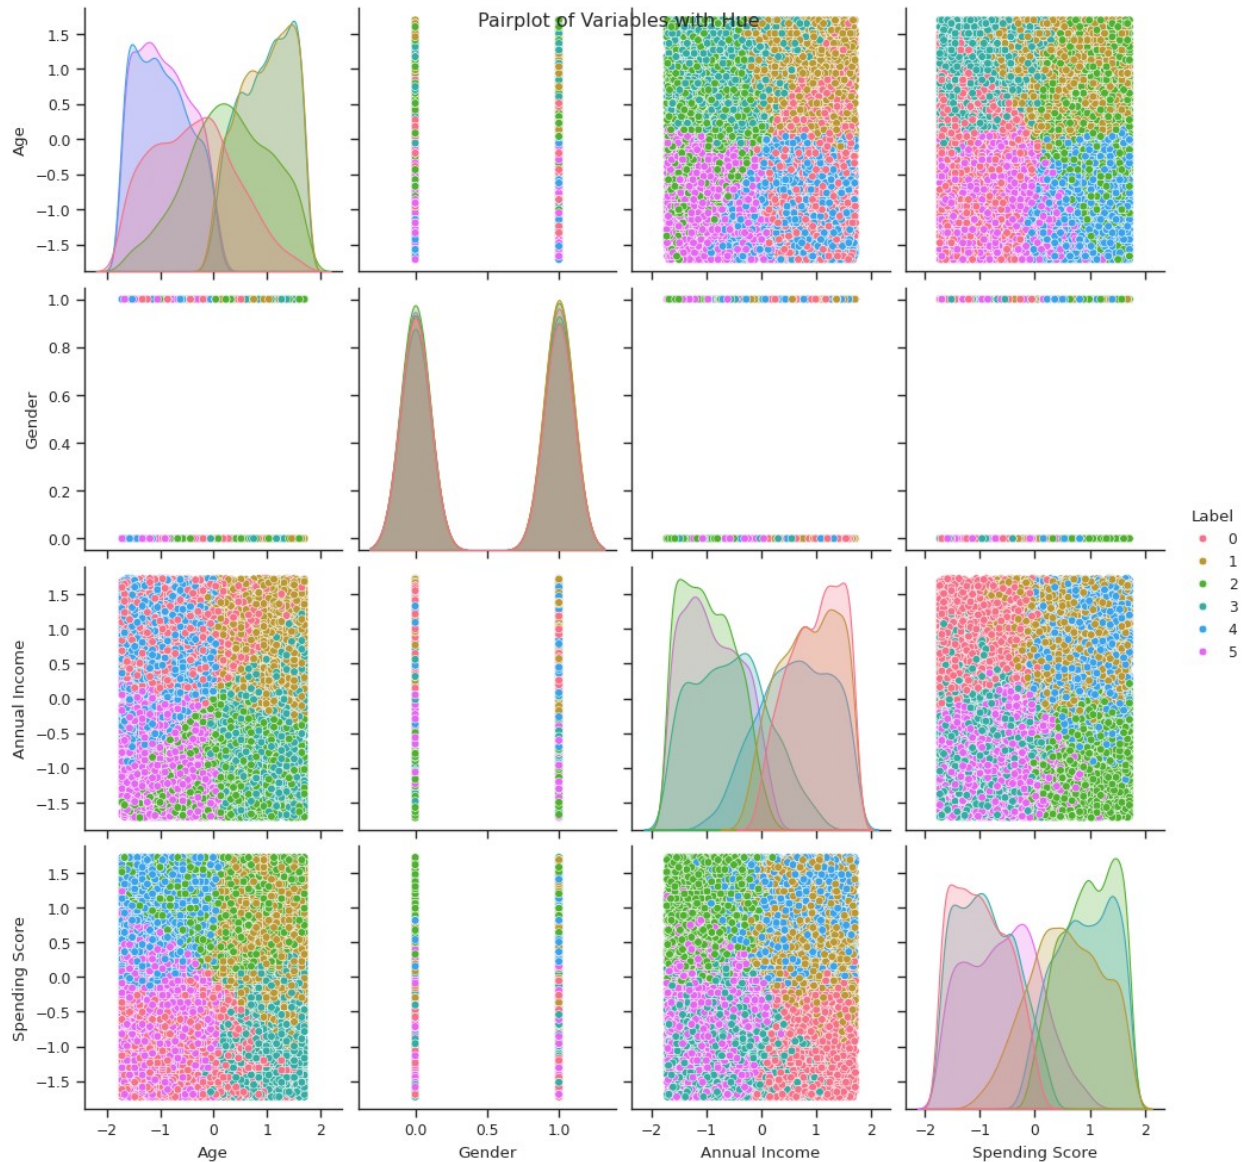 Pairplot of Variables with Hue
1.5
1.0
0.5
0.0
−0.5
−1.0
−1.5
Age
1.0
0.8
0.6
0.4
0.2
0.0
Gender
Label
0
1
2
3
4
5
1.5
1.0
0.5
0.0
−0.5
−1.0
−1.5
Annual Income
1.5
1.0
0.5
0.0
−0.5
−1.0
−1.5
Spending Score
−2 −1 0 1 2
0.0 0.5 1.0
−2 −1 0 1 2
−2 −1 0 1 2
Age
Gender
Annual Income
Spending Score